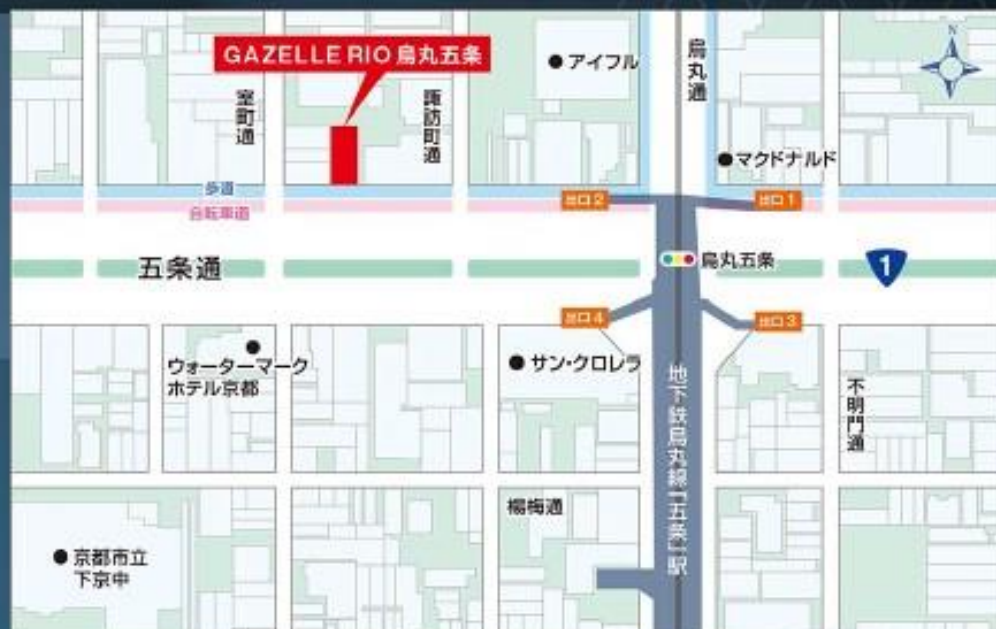 N
GAZELLE RIO 烏丸五条
アイフル
烏丸通
室町通
諏訪町通
マクドナルド
歩道
自転車道
出口2
出口1
五条通
烏丸五条
1
出口4
出口3
ウォーターマーク
ホテル京都
サン・クロレラ
地下鉄烏丸線「五条」駅
不明門通
楊梅通
京都市立
下京中